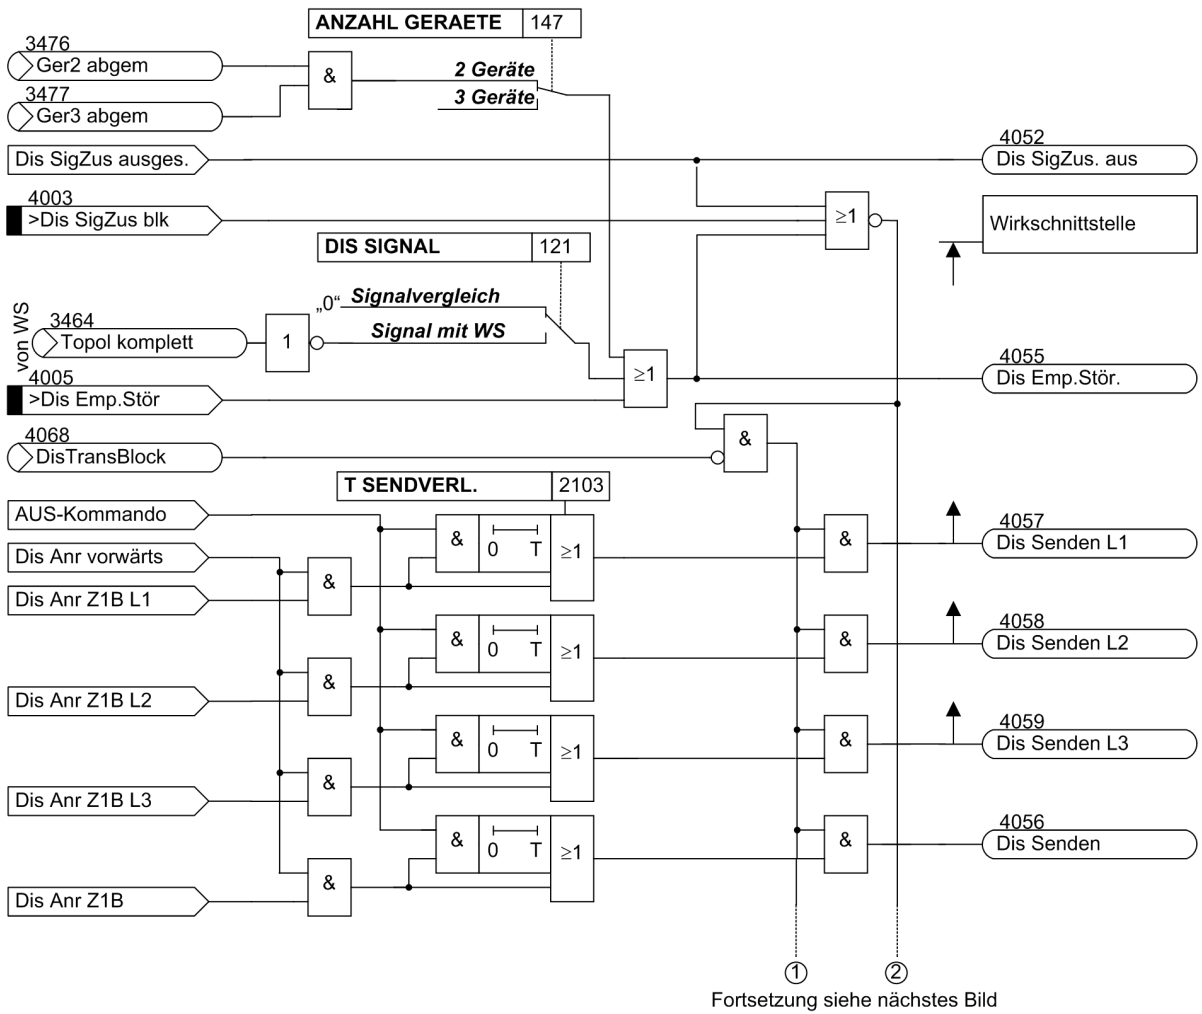 ANZAHL GERAETE 147
3476
Ger2 abgem
&
2 Geräte
3477
Ger3 abgem
3 Geräte
Dis SigZus ausges.
4052
Dis SigZus. aus
4003
>Dis SigZus blk
≥1
Wirkschnittstelle
DIS SIGNAL 121
„0“ Signalvergleich
von WS
3464
Topol komplett
1
Signal mit WS
4005
>Dis Emp.Stör
≥1
4055
Dis Emp.Stör.
4068
DisTransBlock
&
T SENDVERL. 2103
AUS-Kommando
Dis Anr vorwärts
Dis Anr Z1B L1
&
& 0 T ≥1
&
4057
Dis Senden L1
Dis Anr Z1B L2
&
& 0 T ≥1
&
4058
Dis Senden L2
Dis Anr Z1B L3
&
& 0 T ≥1
&
4059
Dis Senden L3
Dis Anr Z1B
&
& 0 T ≥1
&
4056
Dis Senden
1 2
Fortsetzung siehe nächstes Bild